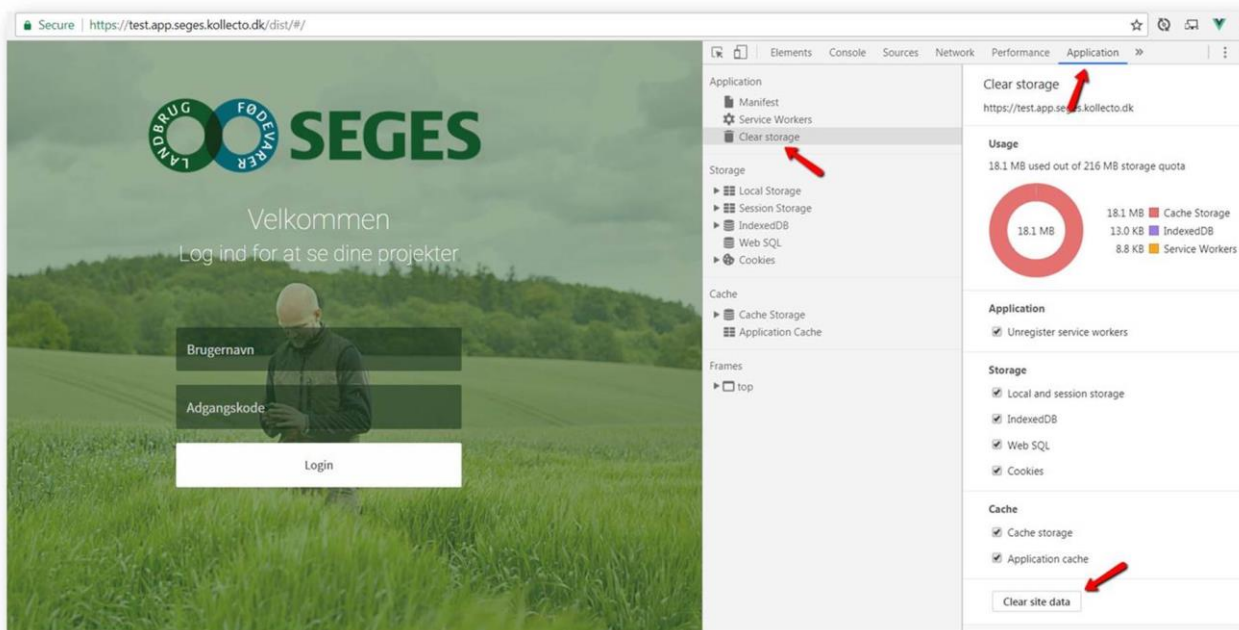 Secure | https://test.app.seges.kollecto.dk/dist/#/
LANDBRUG FØDEVARER
SEGES
Velkommen
Log ind for at se dine projekter
Brugernavn
Adgangskode
Login
Elements Console Sources Network Performance Application »
Application
Manifest
Service Workers
Clear storage
Storage
Local Storage
Session Storage
IndexedDB
Web SQL
Cookies
Cache
Cache Storage
Application Cache
Frames
top
Clear storage
https://test.app.seges.kollecto.dk
Usage
18.1 MB used out of 216 MB storage quota
18.1 MB
18.1 MB Cache Storage
13.0 KB IndexedDB
8.8 KB Service Workers
Application
Unregister service workers
Storage
Local and session storage
IndexedDB
Web SQL
Cookies
Cache
Cache storage
Application cache
Clear site data